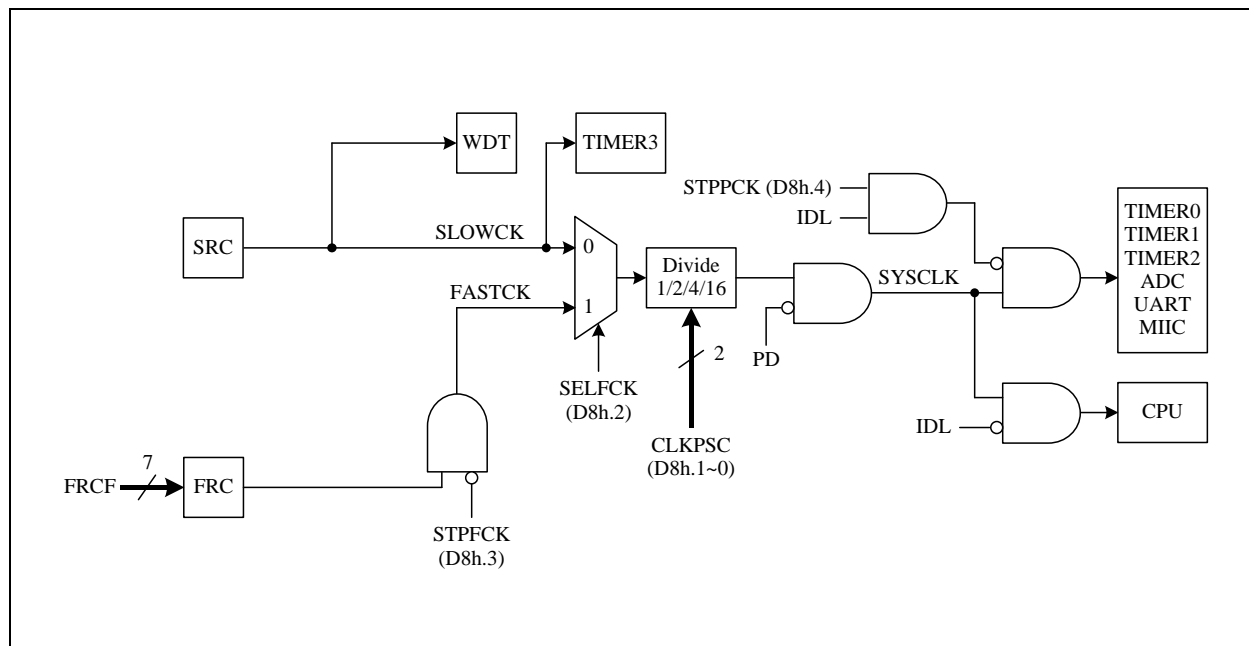 WDT
TIMER3
STPPCK (D8h.4)
IDL
SRC
SLOWCK
0
FASTCK
1
Divide
1/2/4/16
SYSCLK
TIMER0
TIMER1
TIMER2
ADC
UART
MIIC
PD
2
SELFCK
(D8h.2)
CLKPSC
(D8h.1~0)
IDL
CPU
FRCF
7
FRC
STPFCK
(D8h.3)